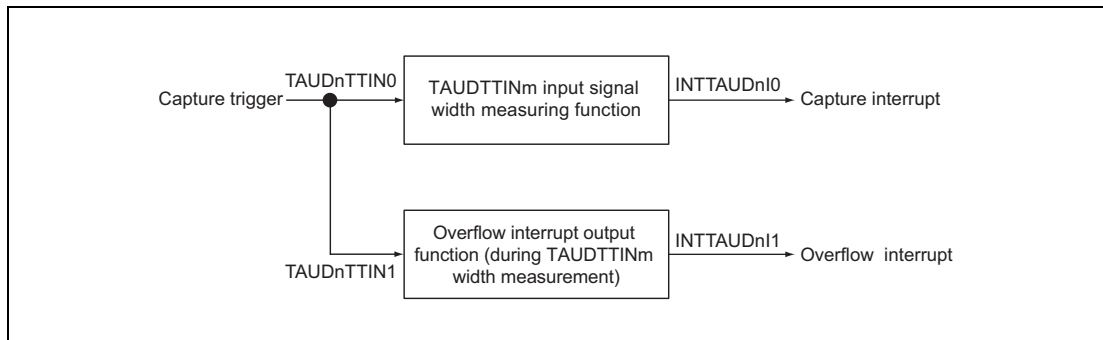 TAUDnTTIN0
Capture trigger
TAUDTTINm input signal
width measuring function
INTTAUDnI0
Capture interrupt
TAUDnTTIN1
Overflow interrupt output
function (during TAUDTTINm
width measurement)
INTTAUDnI1
Overflow interrupt